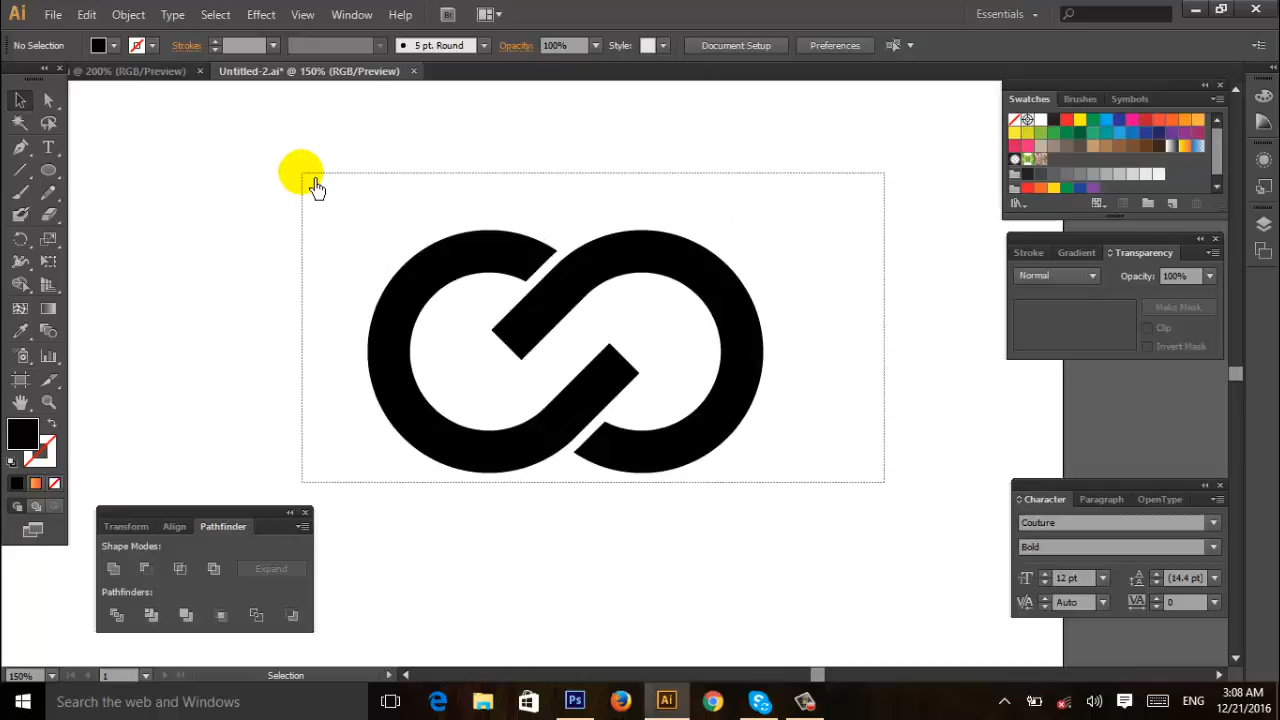 Ai File Edit Object Type Select Effect View Window Help Br Essentials
No Selection Stroke: 5 pt. Round Opacity: 100% Style: Document Setup Preferences
@ 200% (RGB/Preview) × Untitled-2.ai* @ 150% (RGB/Preview) ×
Swatches Brushes Symbols
Stroke Gradient Transparency
Normal Opacity: 100%
Make Mask
Clip
Invert Mask
Character Paragraph OpenType
Couture
Bold
12 pt (14.4 pt)
Auto 0
Transform Align Pathfinder
Shape Modes:
Expand
Pathfinders:
150% 1 Selection
Search the web and Windows Ps Ai ENG 3:08 AM
12/21/2016